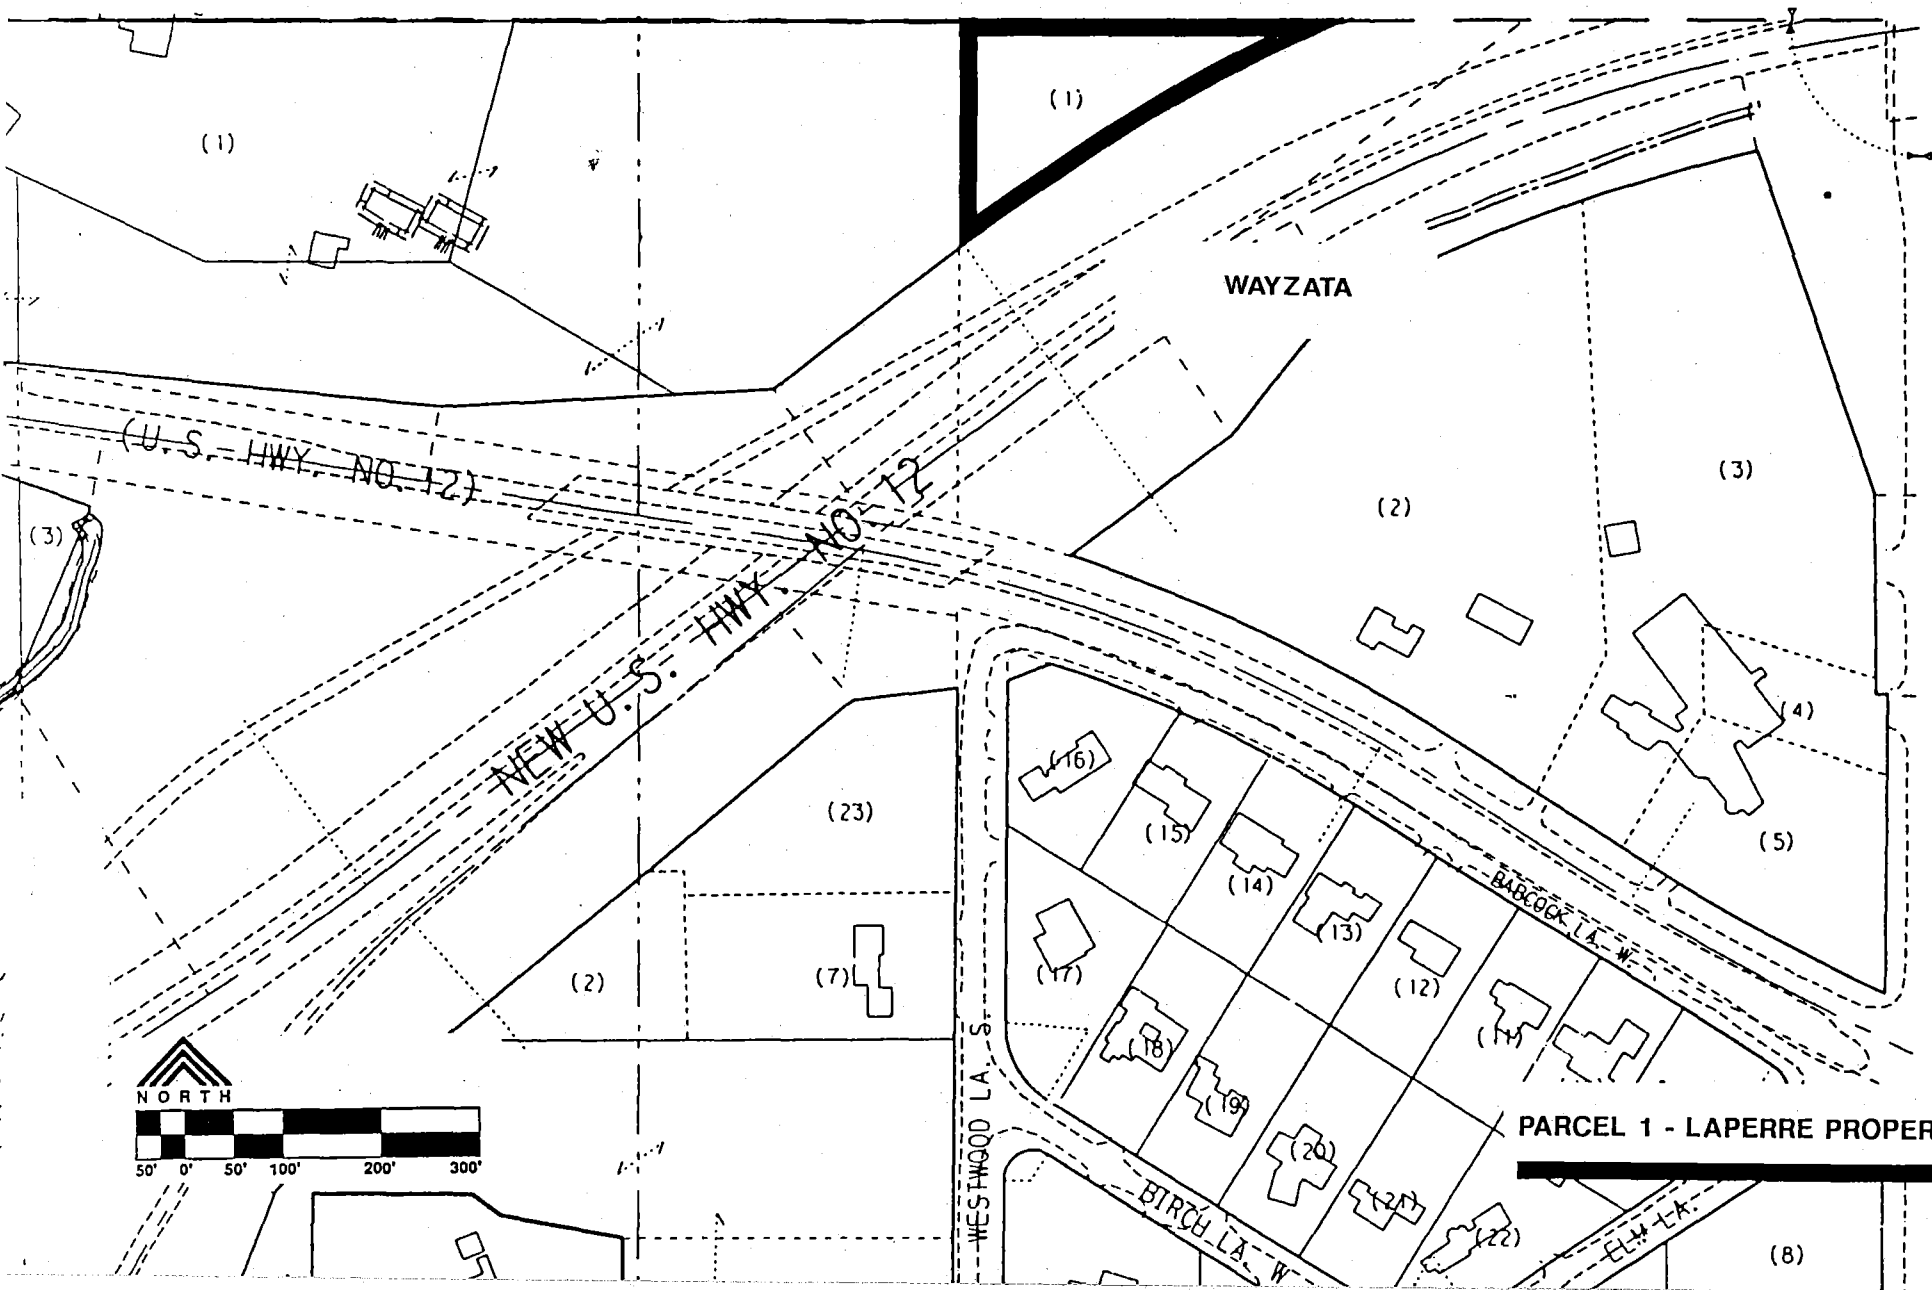 (1)
(1)
WAYZATA
(U.S. HWY. NO. 12)
NEW U.S. HWY. NO 12
(3)
(2)
(3)
(4)
(5)
(16)
(15)
(14)
(13)
(12)
(11)
(17)
(18)
(19)
(20)
(21)
(22)
(23)
(7)
(2)
(8)
BABCOCK LA. W.
WESTWOOD LA. S.
BIRCH LA. W
ELM LA.
NORTH
50' 0' 50' 100' 200' 300'
PARCEL 1 - LAPERRE PROPER